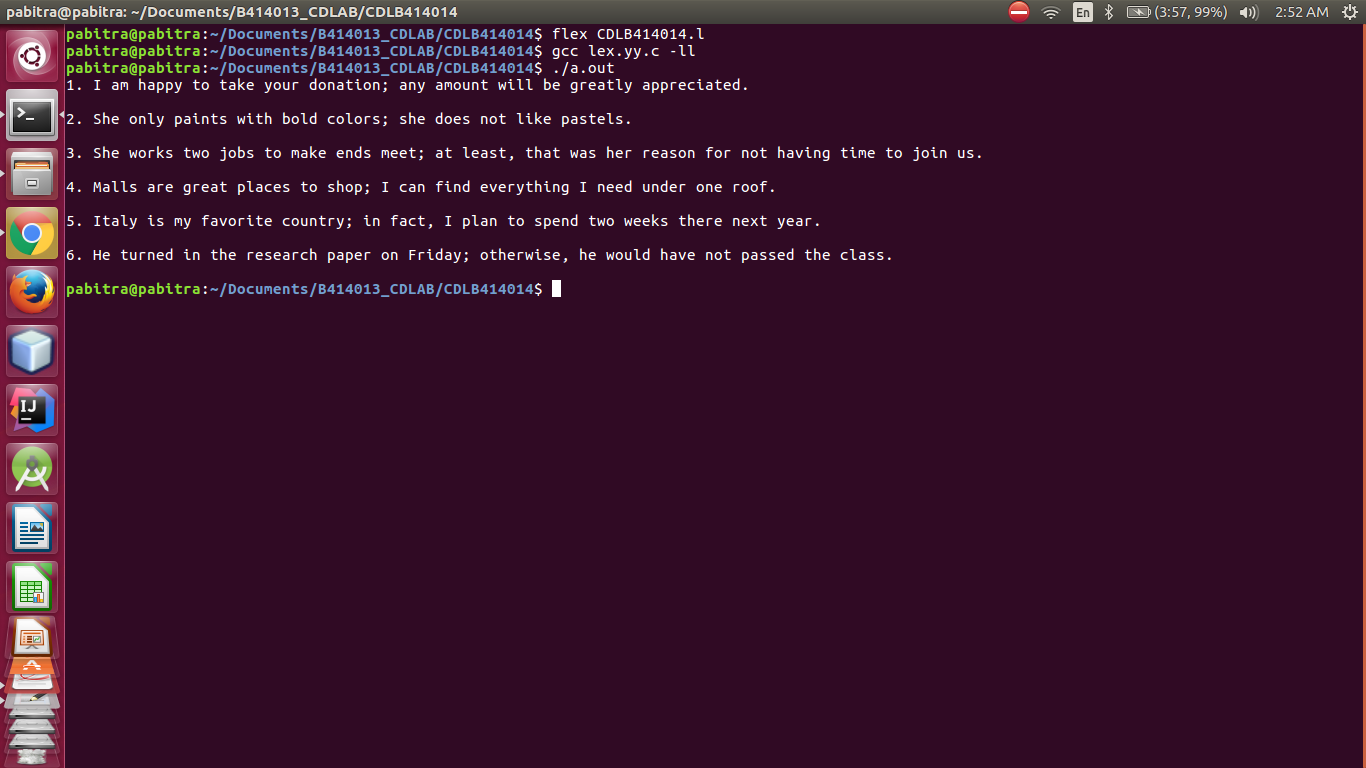 pabitra@pabitra: ~/Documents/B414013_CDLAB/CDLB414014
En (3:57, 99%) 2:52 AM
pabitra@pabitra:~/Documents/B414013_CDLAB/CDLB414014$ flex CDLB414014.l
pabitra@pabitra:~/Documents/B414013_CDLAB/CDLB414014$ gcc lex.yy.c -ll
pabitra@pabitra:~/Documents/B414013_CDLAB/CDLB414014$ ./a.out
1. I am happy to take your donation; any amount will be greatly appreciated.
2. She only paints with bold colors; she does not like pastels.
3. She works two jobs to make ends meet; at least, that was her reason for not having time to join us.
4. Malls are great places to shop; I can find everything I need under one roof.
5. Italy is my favorite country; in fact, I plan to spend two weeks there next year.
6. He turned in the research paper on Friday; otherwise, he would have not passed the class.
pabitra@pabitra:~/Documents/B414013_CDLAB/CDLB414014$
IJ